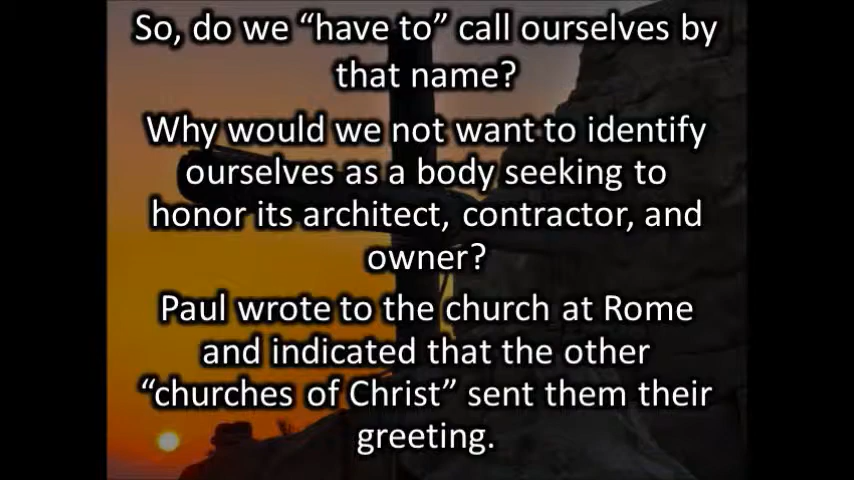 So, do we “have to” call ourselves by
that name?
Why would we not want to identify
ourselves as a body seeking to
honor its architect, contractor, and
owner?
Paul wrote to the church at Rome
and indicated that the other
“churches of Christ” sent them their
greeting.